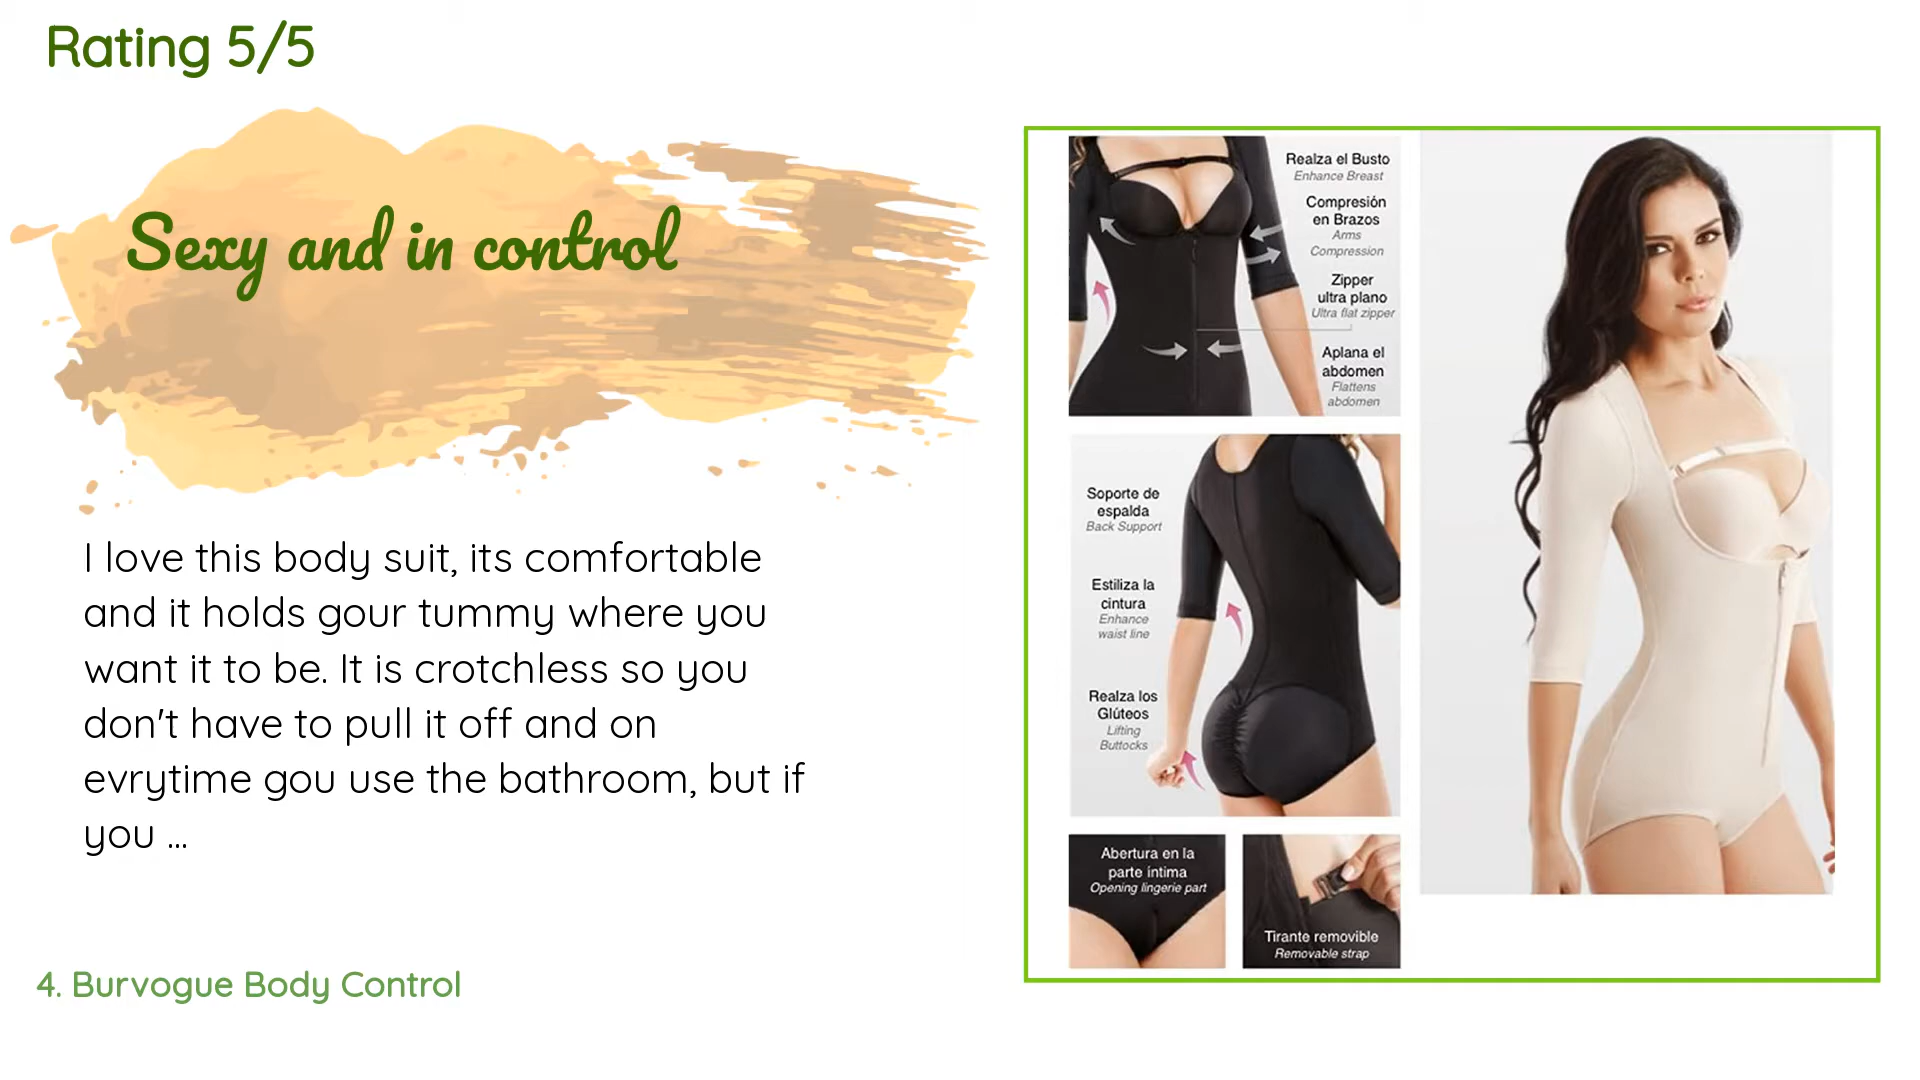 Rating 5/5
Sexy and in control
I love this body suit, its comfortable
and it holds gour tummy where you
want it to be. It is crotchless so you
don't have to pull it off and on
evrytime gou use the bathroom, but if
you ...
4. Burvogue Body Control
Realza el Busto
Enhance Breast
Compresión
en Brazos
Arms
Compression
Zipper
ultra plano
Ultra flat zipper
Aplana el
abdomen
Flattens
abdomen
Soporte de
espalda
Back Support
Estiliza la
cintura
Enhance
waist line
Realza los
Glúteos
Lifting
Buttocks
Abertura en la
parte íntima
Opening lingerie part
Tirante removible
Removable strap